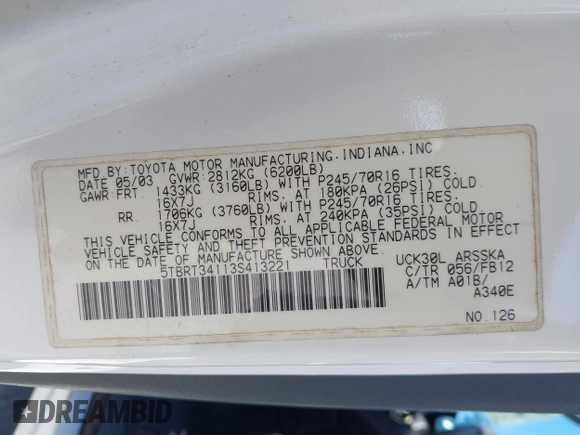 MFD.BY:TOYOTA MOTOR MANUFACTURING.INDIANA.INC
DATE 05/03 GVWR:2812KG (6200LB)
GAWR:FRT. 1433KG (3160LB) WITH P245/70R16 TIRES.
16X7J RIMS. AT 180KPA (26PSI) COLD
RR. 1706KG (3760LB) WITH P245/70R16 TIRES.
16X7J RIMS. AT 240KPA (35PSI) COLD
THIS VEHICLE CONFORMS TO ALL APPLICABLE FEDERAL MOTOR
VEHICLE SAFETY AND THEFT PREVENTION STANDARDS IN EFFECT
ON THE DATE OF MANUFACTURE SHOWN ABOVE.
5TBRT34113S413221 TRUCK
UCK30L ARSSKA
C/TR 056/FB12
A/TM A01B/
A340E
NO.126
DREAMBID